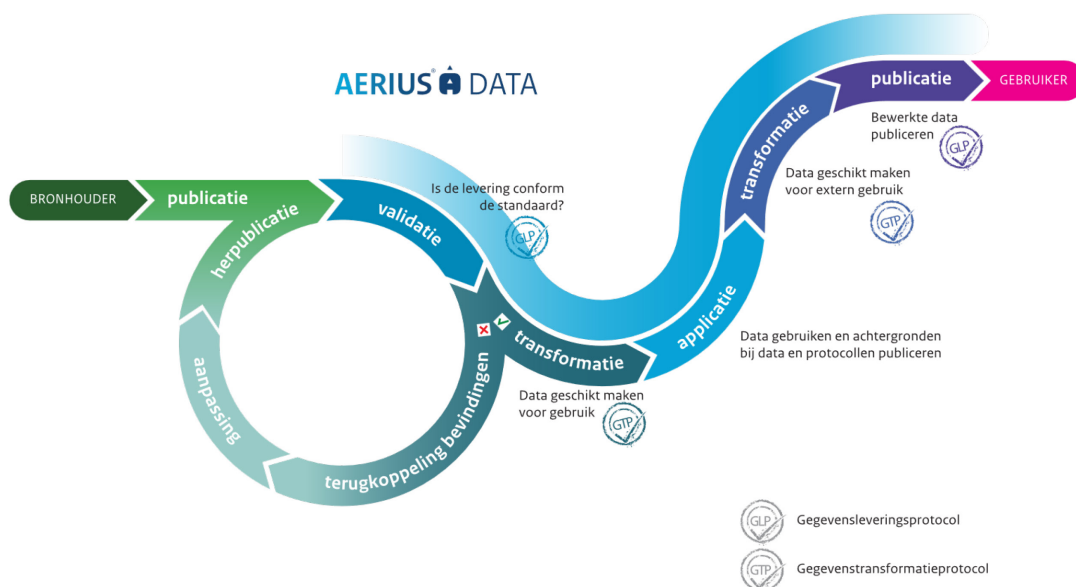 AERIUS® DATA
publicatie
GEBRUIKER
Bewerkte data
publiceren
GLP
transformatie
Data geschikt maken
voor extern gebruik
GTP
BRONHOUDER
publicatie
herpublicatie
validatie
Is de levering conform
de standaard?
GLP
applicatie
Data gebruiken en achtergronden
bij data en protocollen publiceren
transformatie
Data geschikt maken
voor gebruik
GTP
terugkoppeling bevindingen
aanpassing
GLP
Gegevensleveringsprotocol
GTP
Gegevenstransformatieprotocol